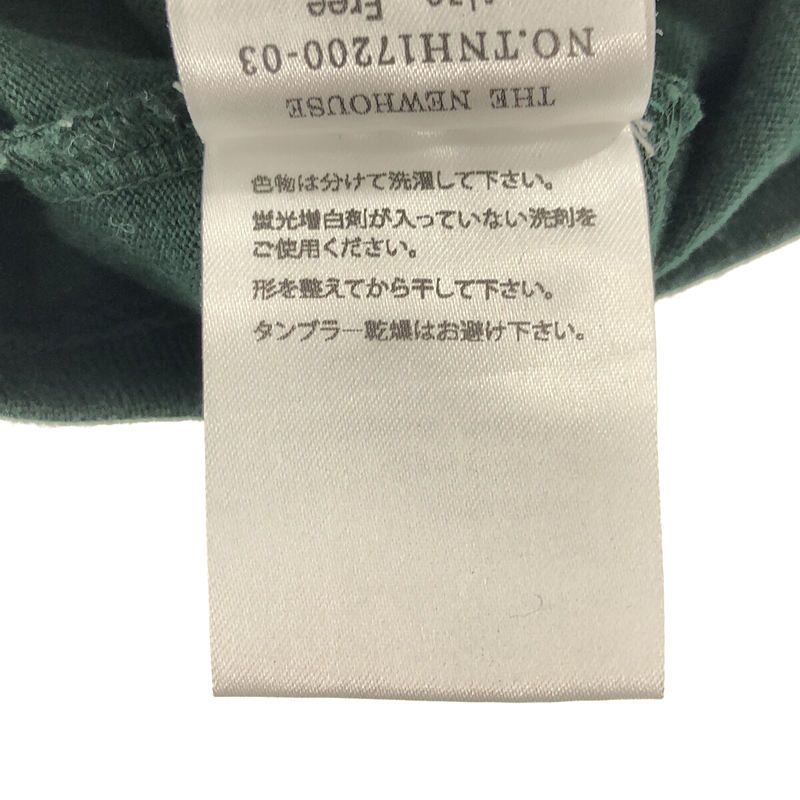 THE NEWHOUSE
NO.TNH17200-03
size Free
色物は分けて洗濯して下さい。
蛍光増白剤が入っていない洗剤を
ご使用ください。
形を整えてから干して下さい。
タンブラー乾燥はお避け下さい。